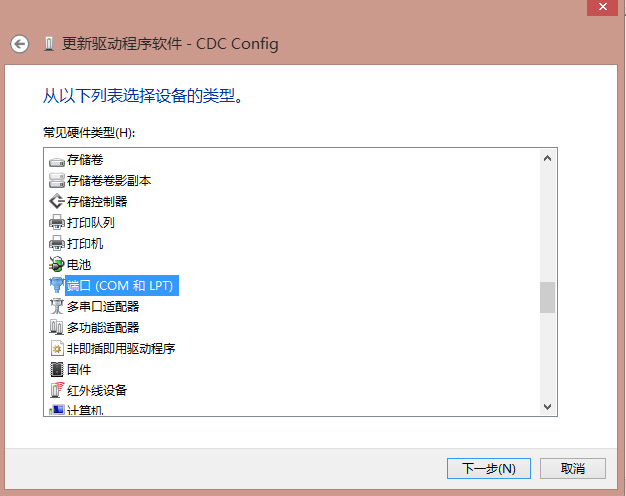 更新驱动程序软件 - CDC Config
从以下列表选择设备的类型。
常见硬件类型(H):
存储卷
存储卷卷影副本
存储控制器
打印队列
打印机
电池
端口 (COM 和 LPT)
多串口适配器
多功能适配器
非即插即用驱动程序
固件
红外线设备
计算机
下一步(N)
取消